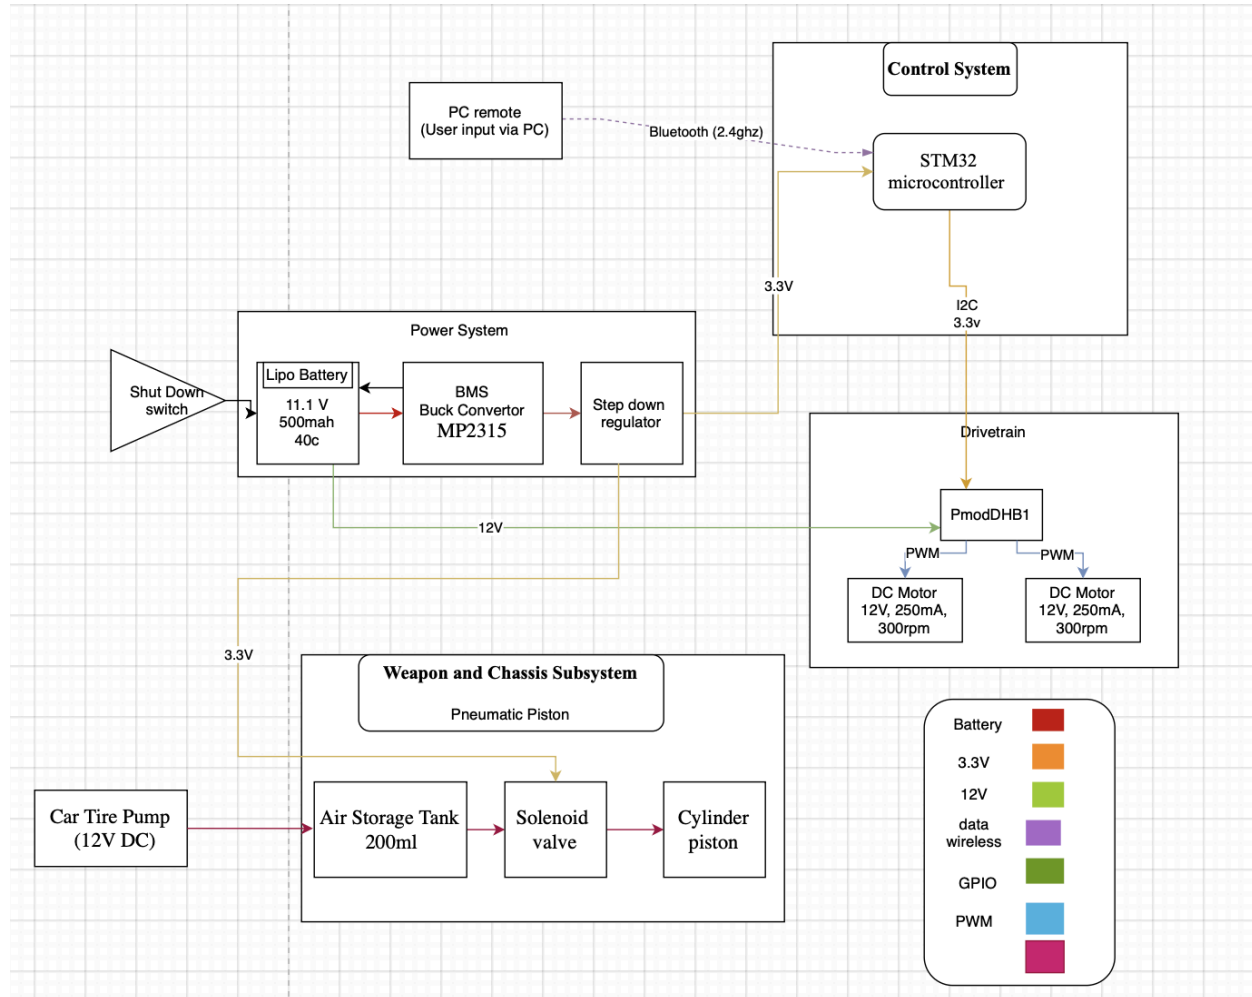 Control System
PC remote
(User input via PC)
Bluetooth (2.4ghz)
STM32
microcontroller
3.3V
I2C
3.3v
Power System
Shut Down
switch
Lipo Battery
11.1 V
500mah
40c
BMS
Buck Convertor
MP2315
Step down
regulator
Drivetrain
PmodDHB1
12V
PWM
PWM
DC Motor
12V, 250mA,
300rpm
DC Motor
12V, 250mA,
300rpm
3.3V
Weapon and Chassis Subsystem
Pneumatic Piston
Car Tire Pump
(12V DC)
Air Storage Tank
200ml
Solenoid
valve
Cylinder
piston
Battery
3.3V
12V
data
wireless
GPIO
PWM